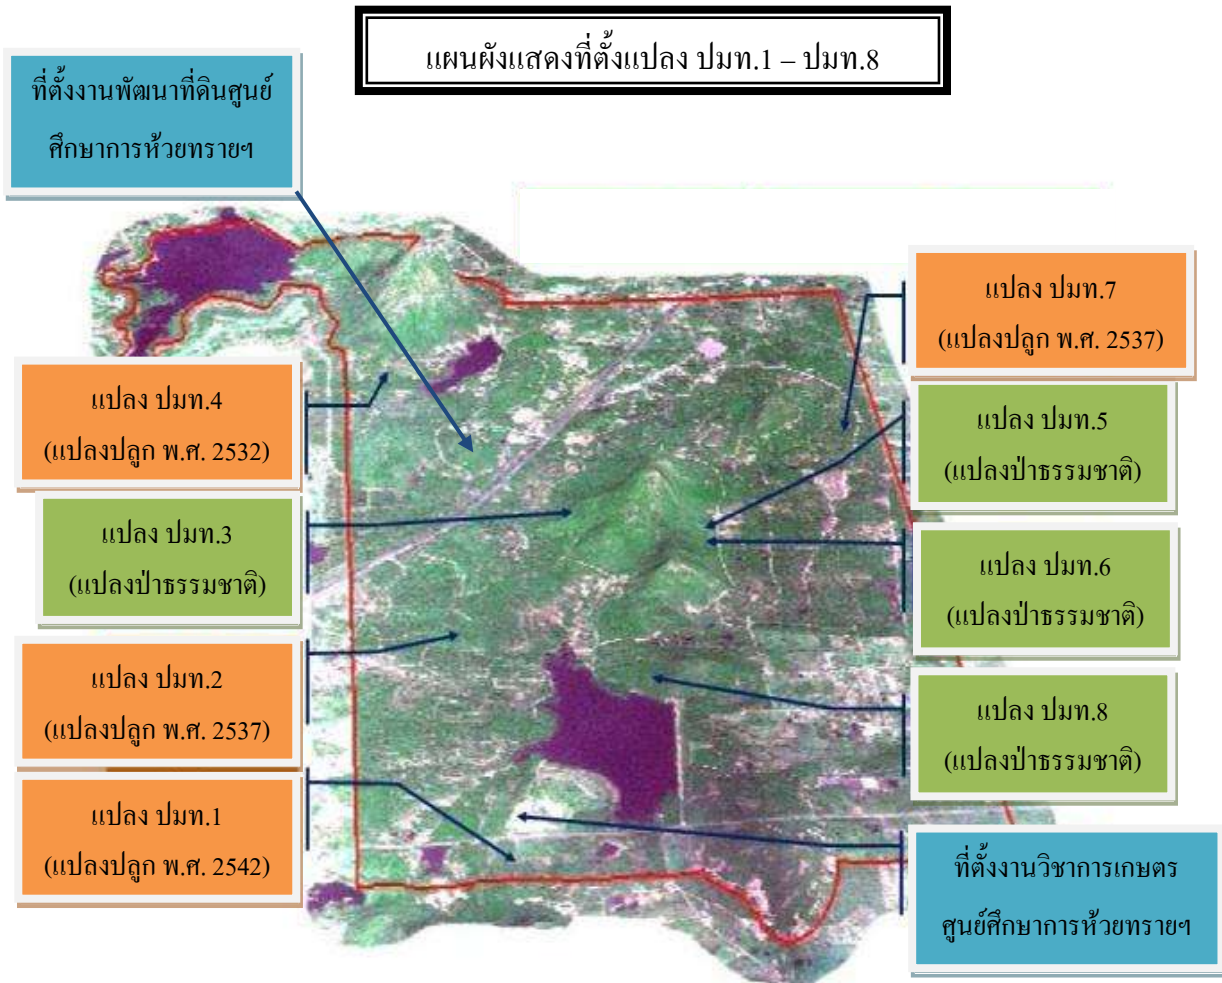 แผนผังแสดงที่ตั้งแปลง ปมท.1 – ปมท.8
ที่ตั้งงานพัฒนาที่ดินศูนย์
ศึกษาการห้วยทรายฯ
แปลง ปมท.7
(แปลงปลูก พ.ศ. 2537)
แปลง ปมท.4
(แปลงปลูก พ.ศ. 2532)
แปลง ปมท.5
(แปลงป่าธรรมชาติ)
แปลง ปมท.3
(แปลงป่าธรรมชาติ)
แปลง ปมท.6
(แปลงป่าธรรมชาติ)
แปลง ปมท.2
(แปลงปลูก พ.ศ. 2537)
แปลง ปมท.8
(แปลงป่าธรรมชาติ)
แปลง ปมท.1
(แปลงปลูก พ.ศ. 2542)
ที่ตั้งงานวิชาการเกษตร
ศูนย์ศึกษาการห้วยทรายฯ